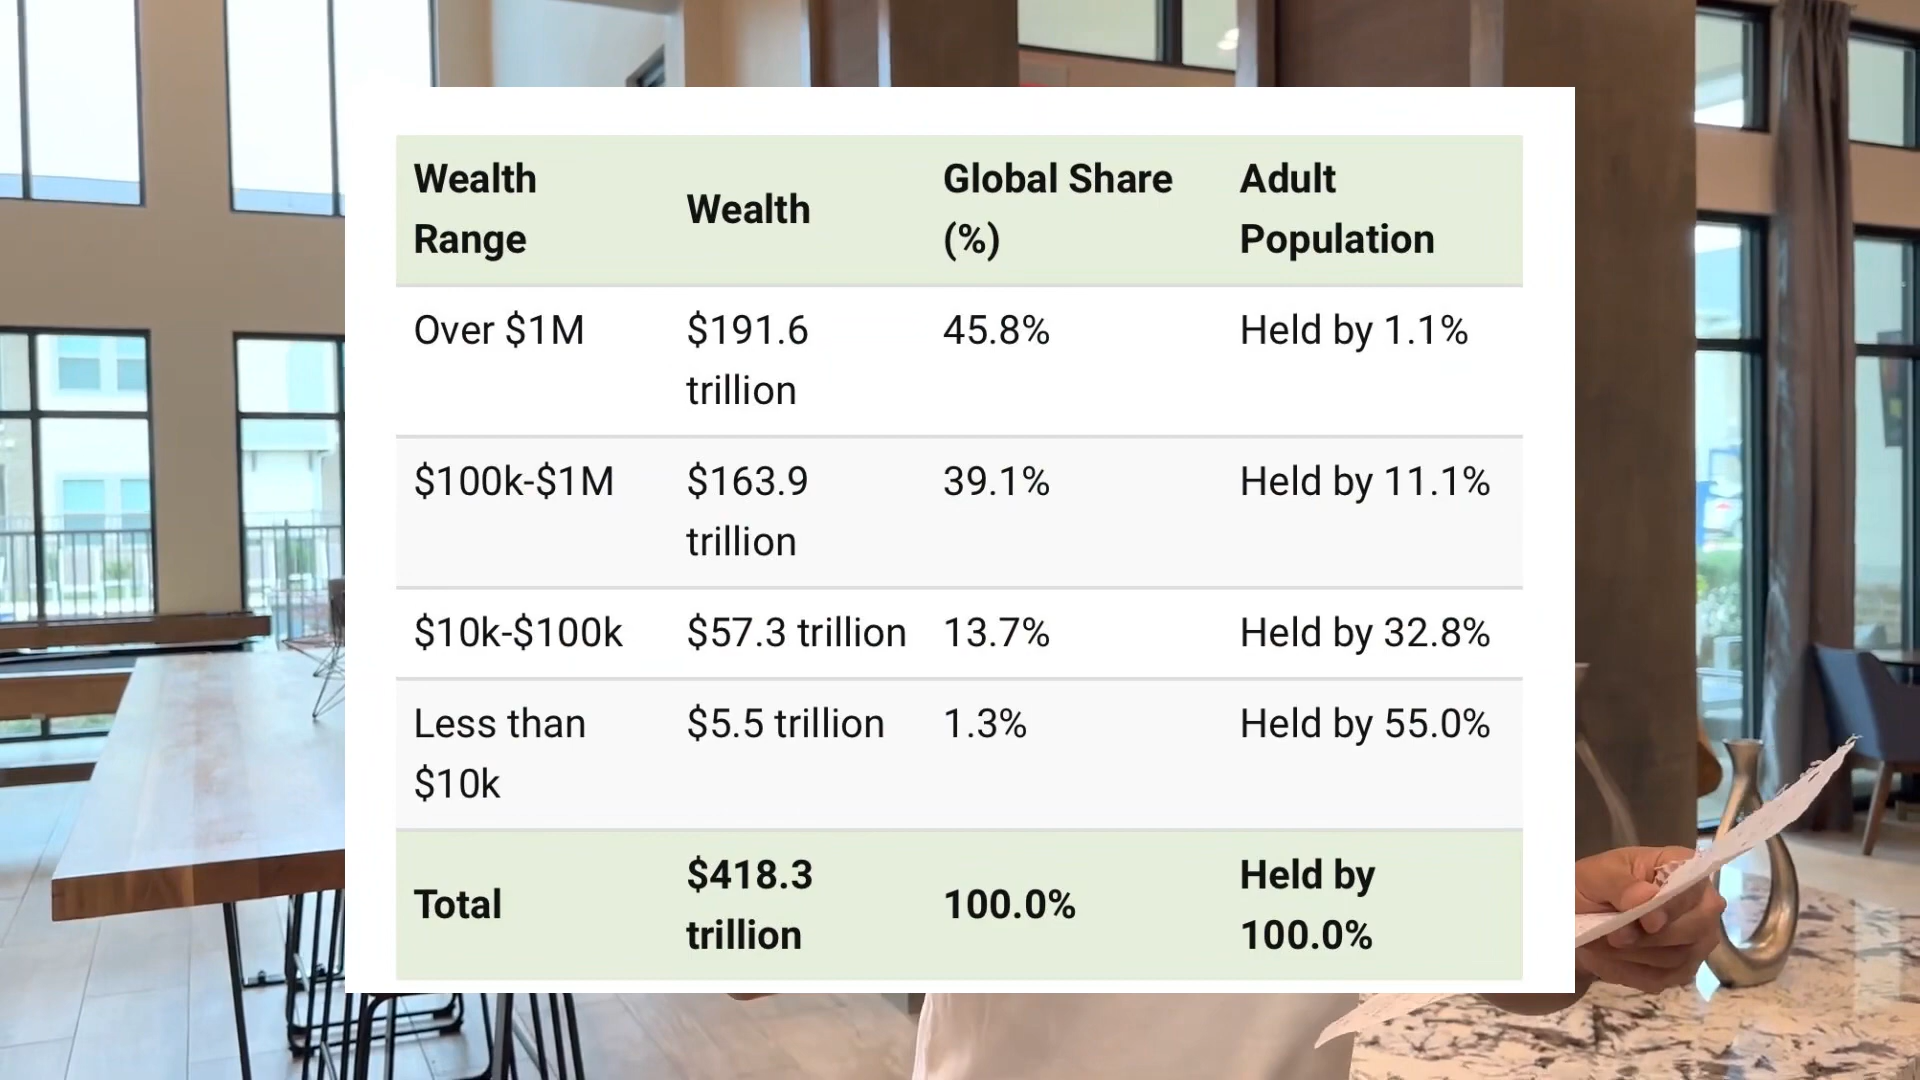 Wealth Range	Wealth	Global Share (%)	Adult Population
Over $1M	$191.6 trillion	45.8%	Held by 1.1%
$100k-$1M	$163.9 trillion	39.1%	Held by 11.1%
$10k-$100k	$57.3 trillion	13.7%	Held by 32.8%
Less than $10k	$5.5 trillion	1.3%	Held by 55.0%
Total	$418.3 trillion	100.0%	Held by 100.0%